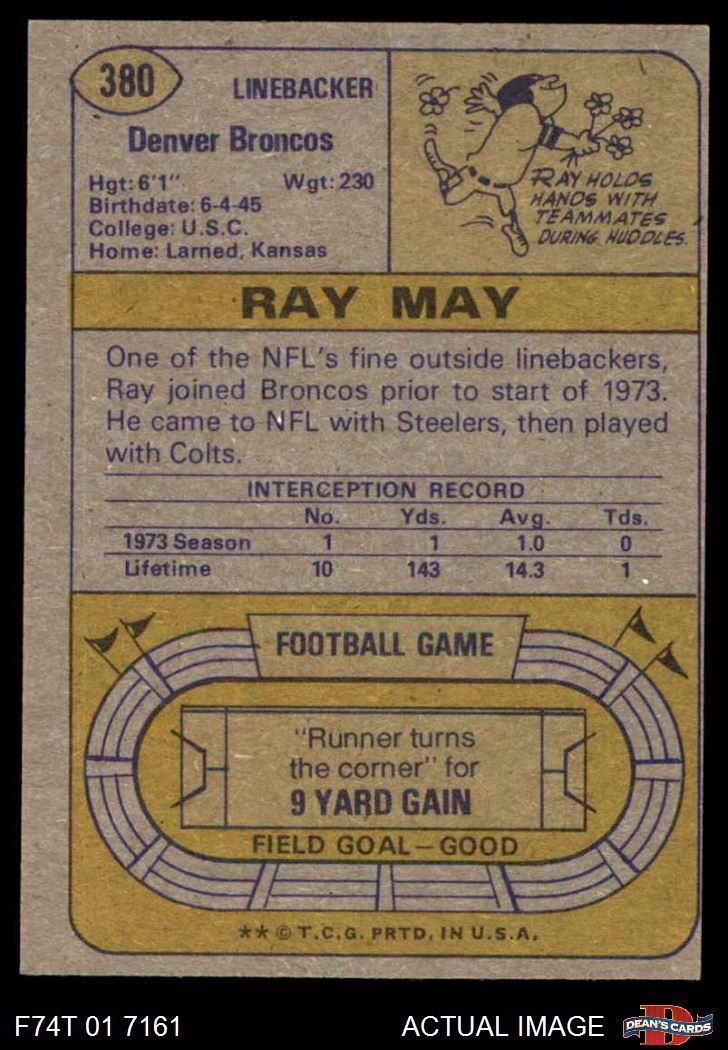 380
LINEBACKER
Denver Broncos
Hgt: 6'1" Wgt: 230
Birthdate: 6-4-45
College: U.S.C.
Home: Larned, Kansas
RAY HOLDS
HANDS WITH
TEAMMATES
DURING HUDDLES.
RAY MAY
One of the NFL's fine outside linebackers,
Ray joined Broncos prior to start of 1973.
He came to NFL with Steelers, then played
with Colts.
INTERCEPTION RECORD
No. Yds. Avg. Tds.
1973 Season 1 1 1.0 0
Lifetime 10 143 14.3 1
FOOTBALL GAME
"Runner turns
the corner" for
9 YARD GAIN
FIELD GOAL—GOOD
** © T.C.G. PRTD. IN U.S.A.
F74T 01 7161 ACTUAL IMAGE
D
DEAN'S CARDS